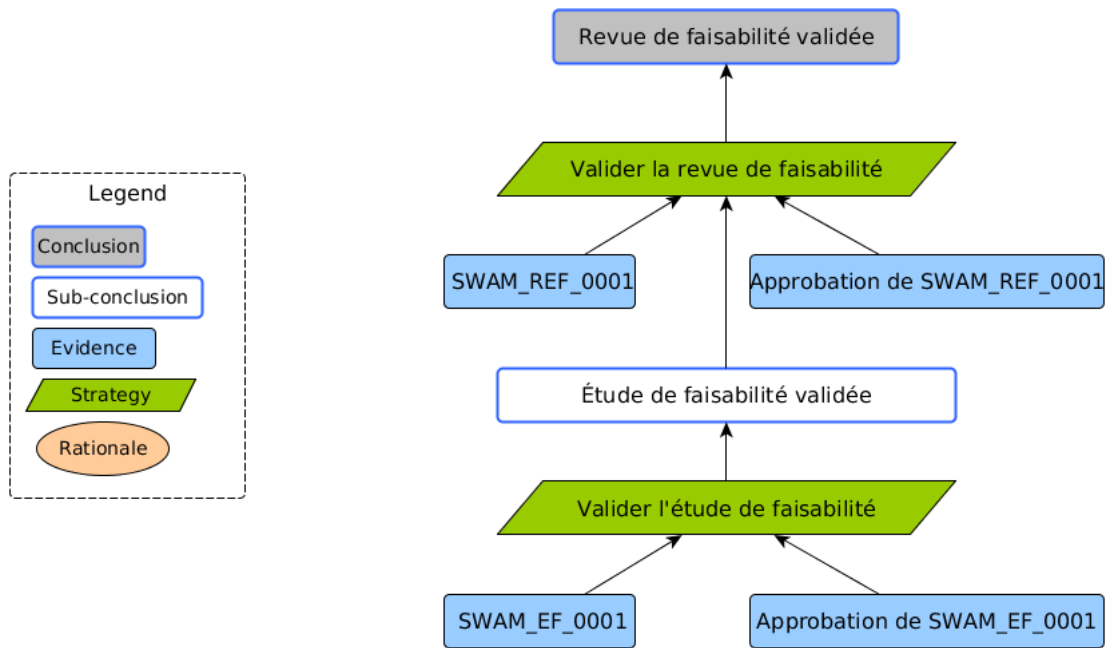 Revue de faisabilité validée
Valider la revue de faisabilité
Legend
Conclusion
Sub-conclusion
Evidence
Strategy
Rationale
SWAM_REF_0001
Approbation de SWAM_REF_0001
Étude de faisabilité validée
Valider l'étude de faisabilité
SWAM_EF_0001
Approbation de SWAM_EF_0001